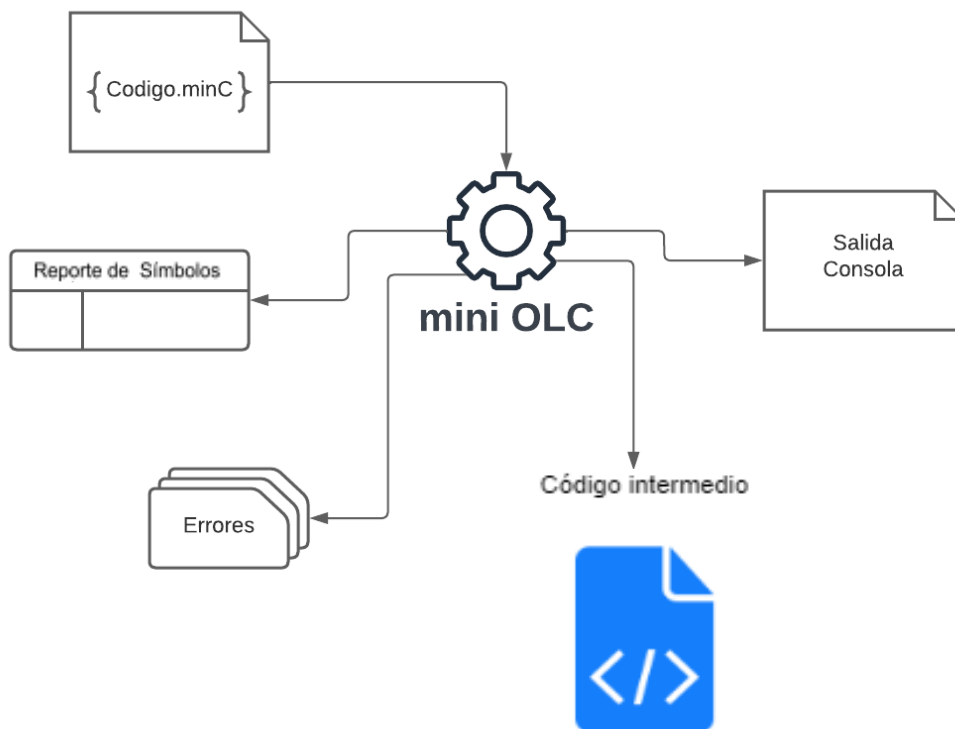 { Codigo.minC }
Reporte de Símbolos
mini OLC
Salida
Consola
Errores
Código intermedio
</>